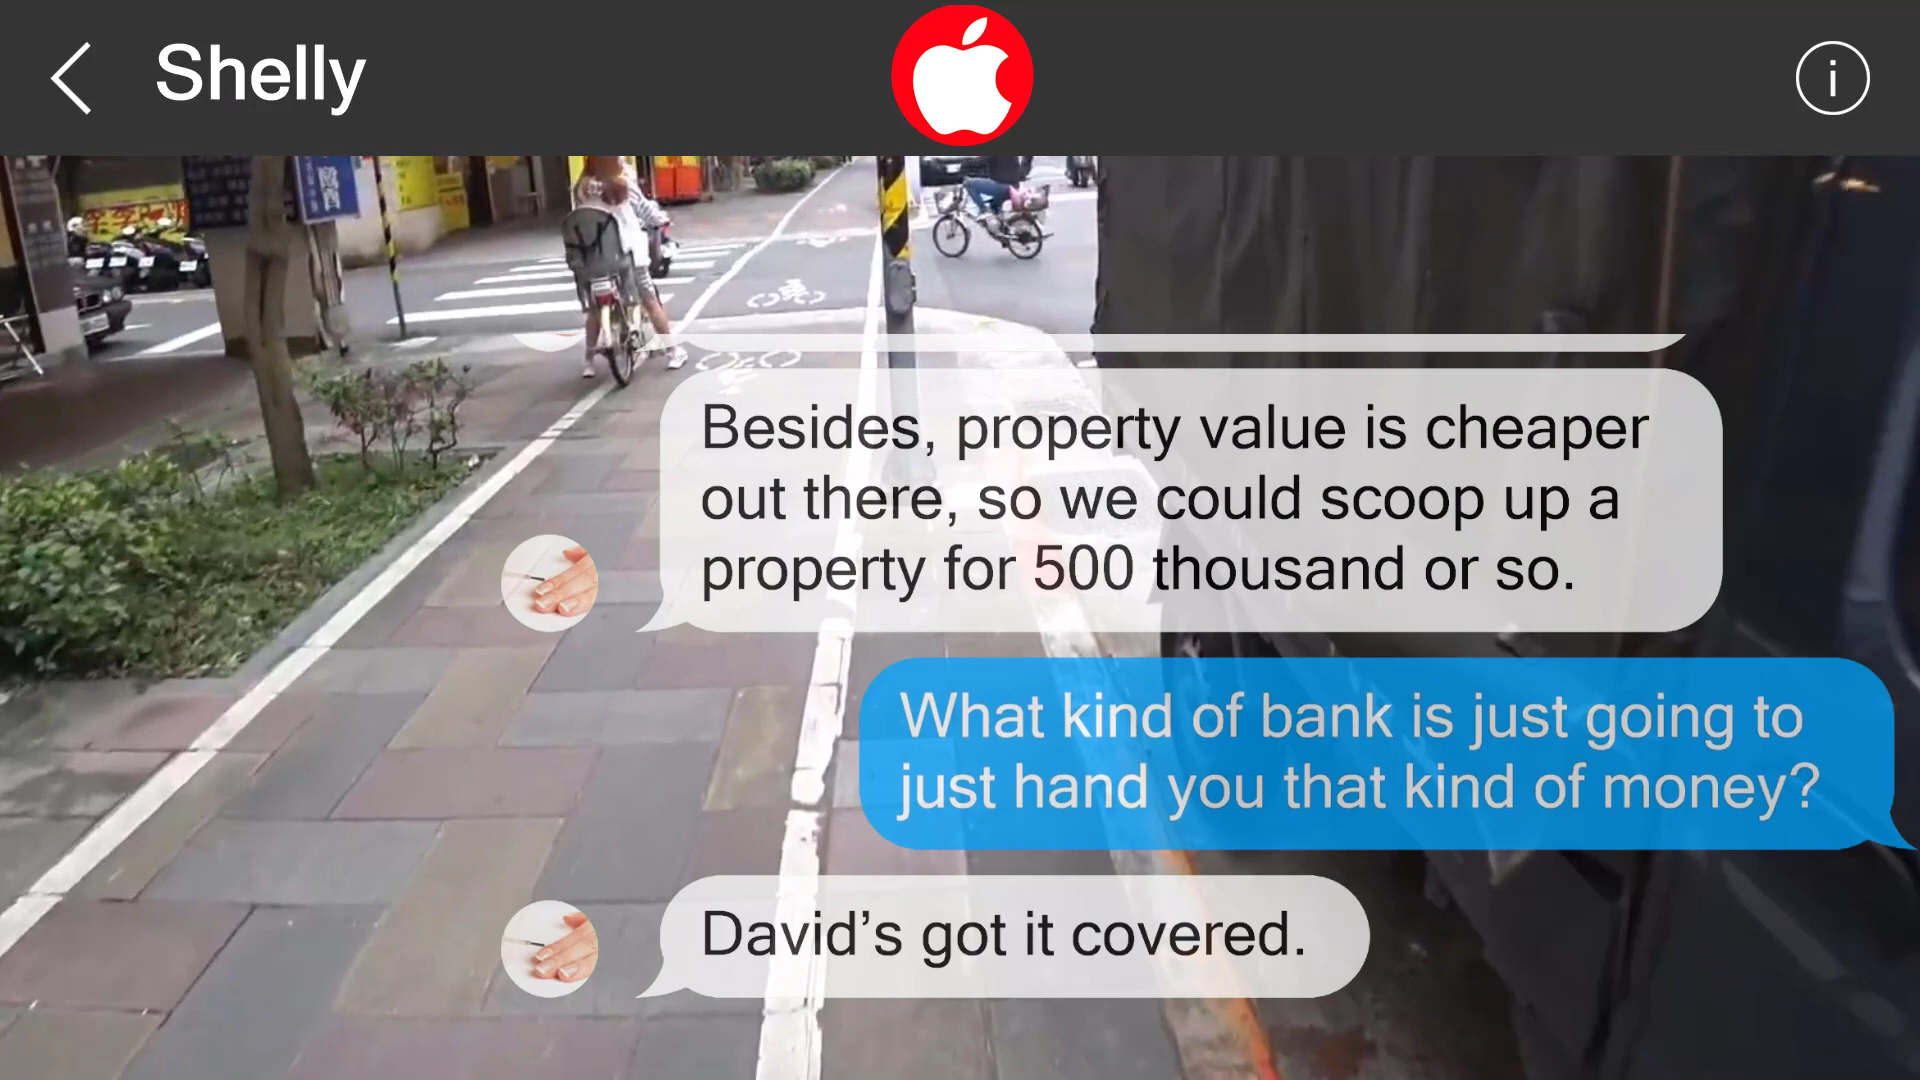 Shelly
Besides, property value is cheaper
out there, so we could scoop up a
property for 500 thousand or so.
What kind of bank is just going to
just hand you that kind of money?
David’s got it covered.